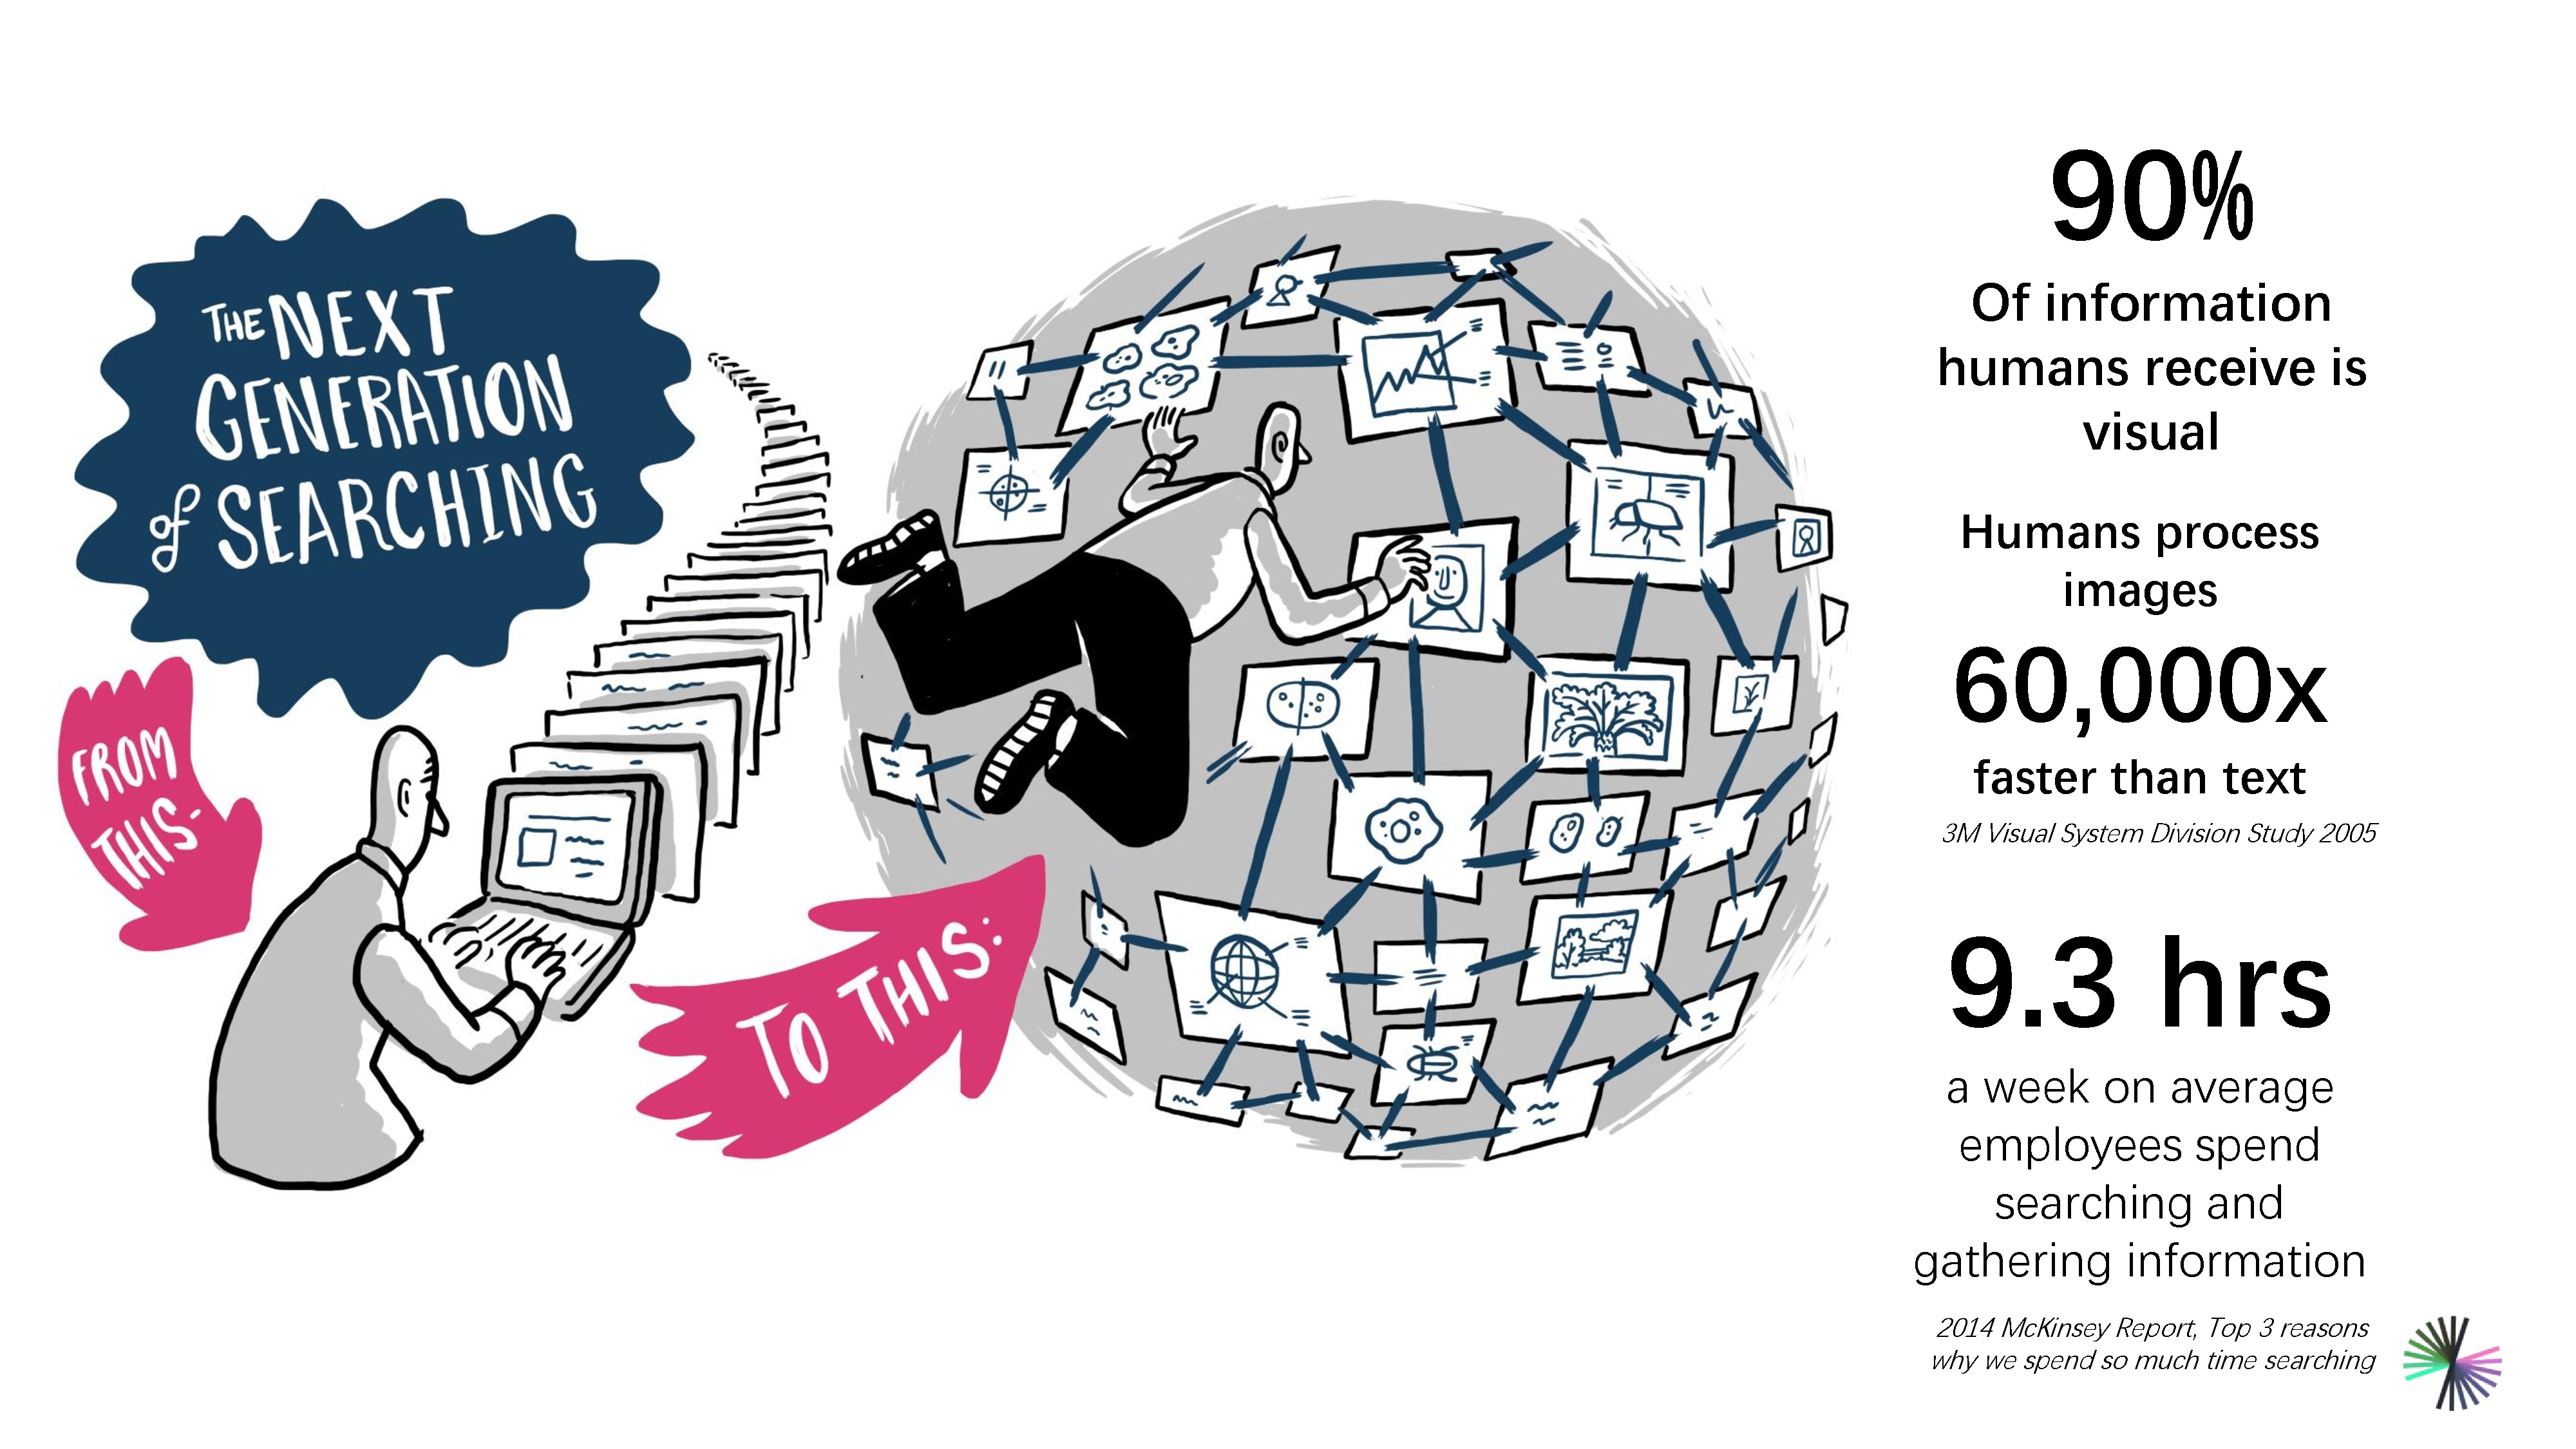 THE NEXT
GENERATION
of SEARCHING
FROM
THIS-
TO THIS:
90%
Of information
humans receive is
visual
Humans process
images
60,000x
faster than text
3M Visual System Division Study 2005
9.3 hrs
a week on average
employees spend
searching and
gathering information
2014 McKinsey Report, Top 3 reasons
why we spend so much time searching